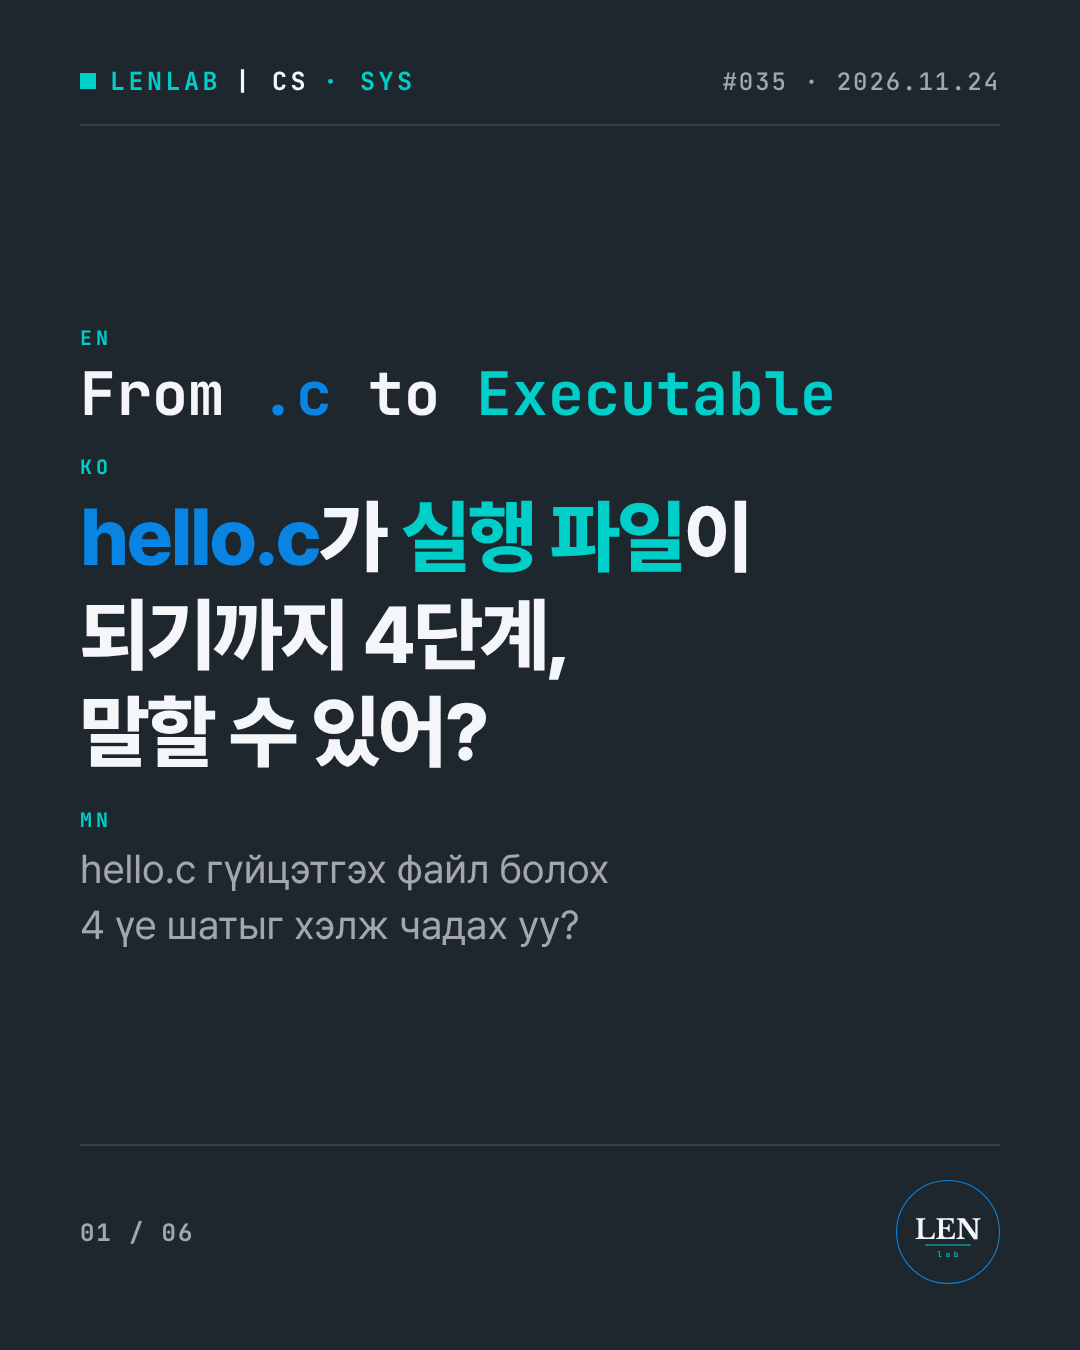 LENLAB | CS · SYS
#035 · 2026.11.24
EN
From .c to Executable
KO
hello.c가 실행 파일이
되기까지 4단계,
말할 수 있어?
MN
hello.c гүйцэтгэх файл болох
4 үе шатыг хэлж чадах уу?
01 / 06
LEN
lab